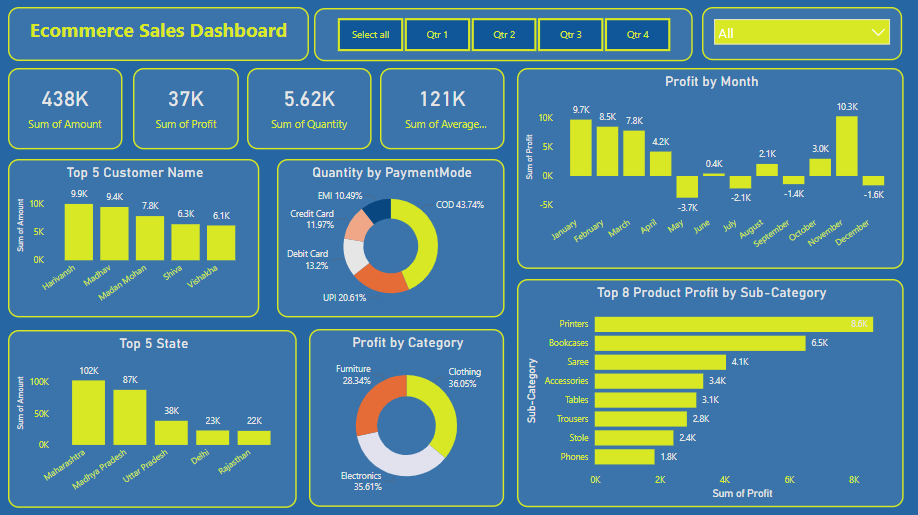 Ecommerce Sales Dashboard
Select all
Qtr 1
Qtr 2
Qtr 3
Qtr 4
All
438K
Sum of Amount
37K
Sum of Profit
5.62K
Sum of Quantity
121K
Sum of Average...
Profit by Month
Sum of Profit
10K
5K
0K
-5K
9.7K
8.5K
7.8K
4.2K
-3.7K
0.4K
-2.1K
2.1K
-1.4K
3.0K
10.3K
-1.6K
January
February
March
April
May
June
July
August
September
October
November
December
Top 5 Customer Name
Sum of Amount
10K
5K
0K
9.9K
9.4K
7.8K
6.3K
6.1K
Harivansh
Madhav
Madan Mohan
Shiva
Vishakha
Quantity by PaymentMode
EMI 10.49%
COD 43.74%
Credit Card
11.97%
Debit Card
13.2%
UPI 20.61%
Top 5 State
Sum of Amount
100K
50K
0K
102K
87K
38K
23K
22K
Maharashtra
Madhya Pradesh
Uttar Pradesh
Delhi
Rajasthan
Profit by Category
Furniture
28.34%
Clothing
36.05%
Electronics
35.61%
Top 8 Product Profit by Sub-Category
Sub-Category
Printers 8.6K
Bookcases 6.5K
Saree 4.1K
Accessories 3.4K
Tables 3.1K
Trousers 2.8K
Stole 2.4K
Phones 1.8K
0K 2K 4K 6K 8K
Sum of Profit